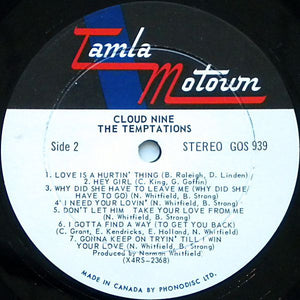 Tamla
Motown
CLOUD NINE
THE TEMPTATIONS
Side 2
STEREO GOS 939
1. LOVE IS A HURTIN' THING (B. Raleigh, D. Linden)
2. HEY GIRL (C. King, G. Goffin)
3. WHY DID SHE HAVE TO LEAVE ME (WHY DID SHE
HAVE TO GO) (N. Whitfield, B. Strong)
4. I NEED YOUR LOVIN' (N. Whitfield, B. Strong)
5. DON'T LET HIM TAKE YOUR LOVE FROM ME
(N. Whitfield, B. Strong)
6. I GOTTA FIND A WAY (TO GET YOU BACK)
(C. Grant, E. Kendricks, E. Holland, N. Whitfield)
7. GONNA KEEP ON TRYIN' TILL I WIN
YOUR LOVE (N. Whitfield, B. Strong)
Produced by Norman Whitfield
(X4RS-2368)
MADE IN CANADA BY PHONODISC LTD.